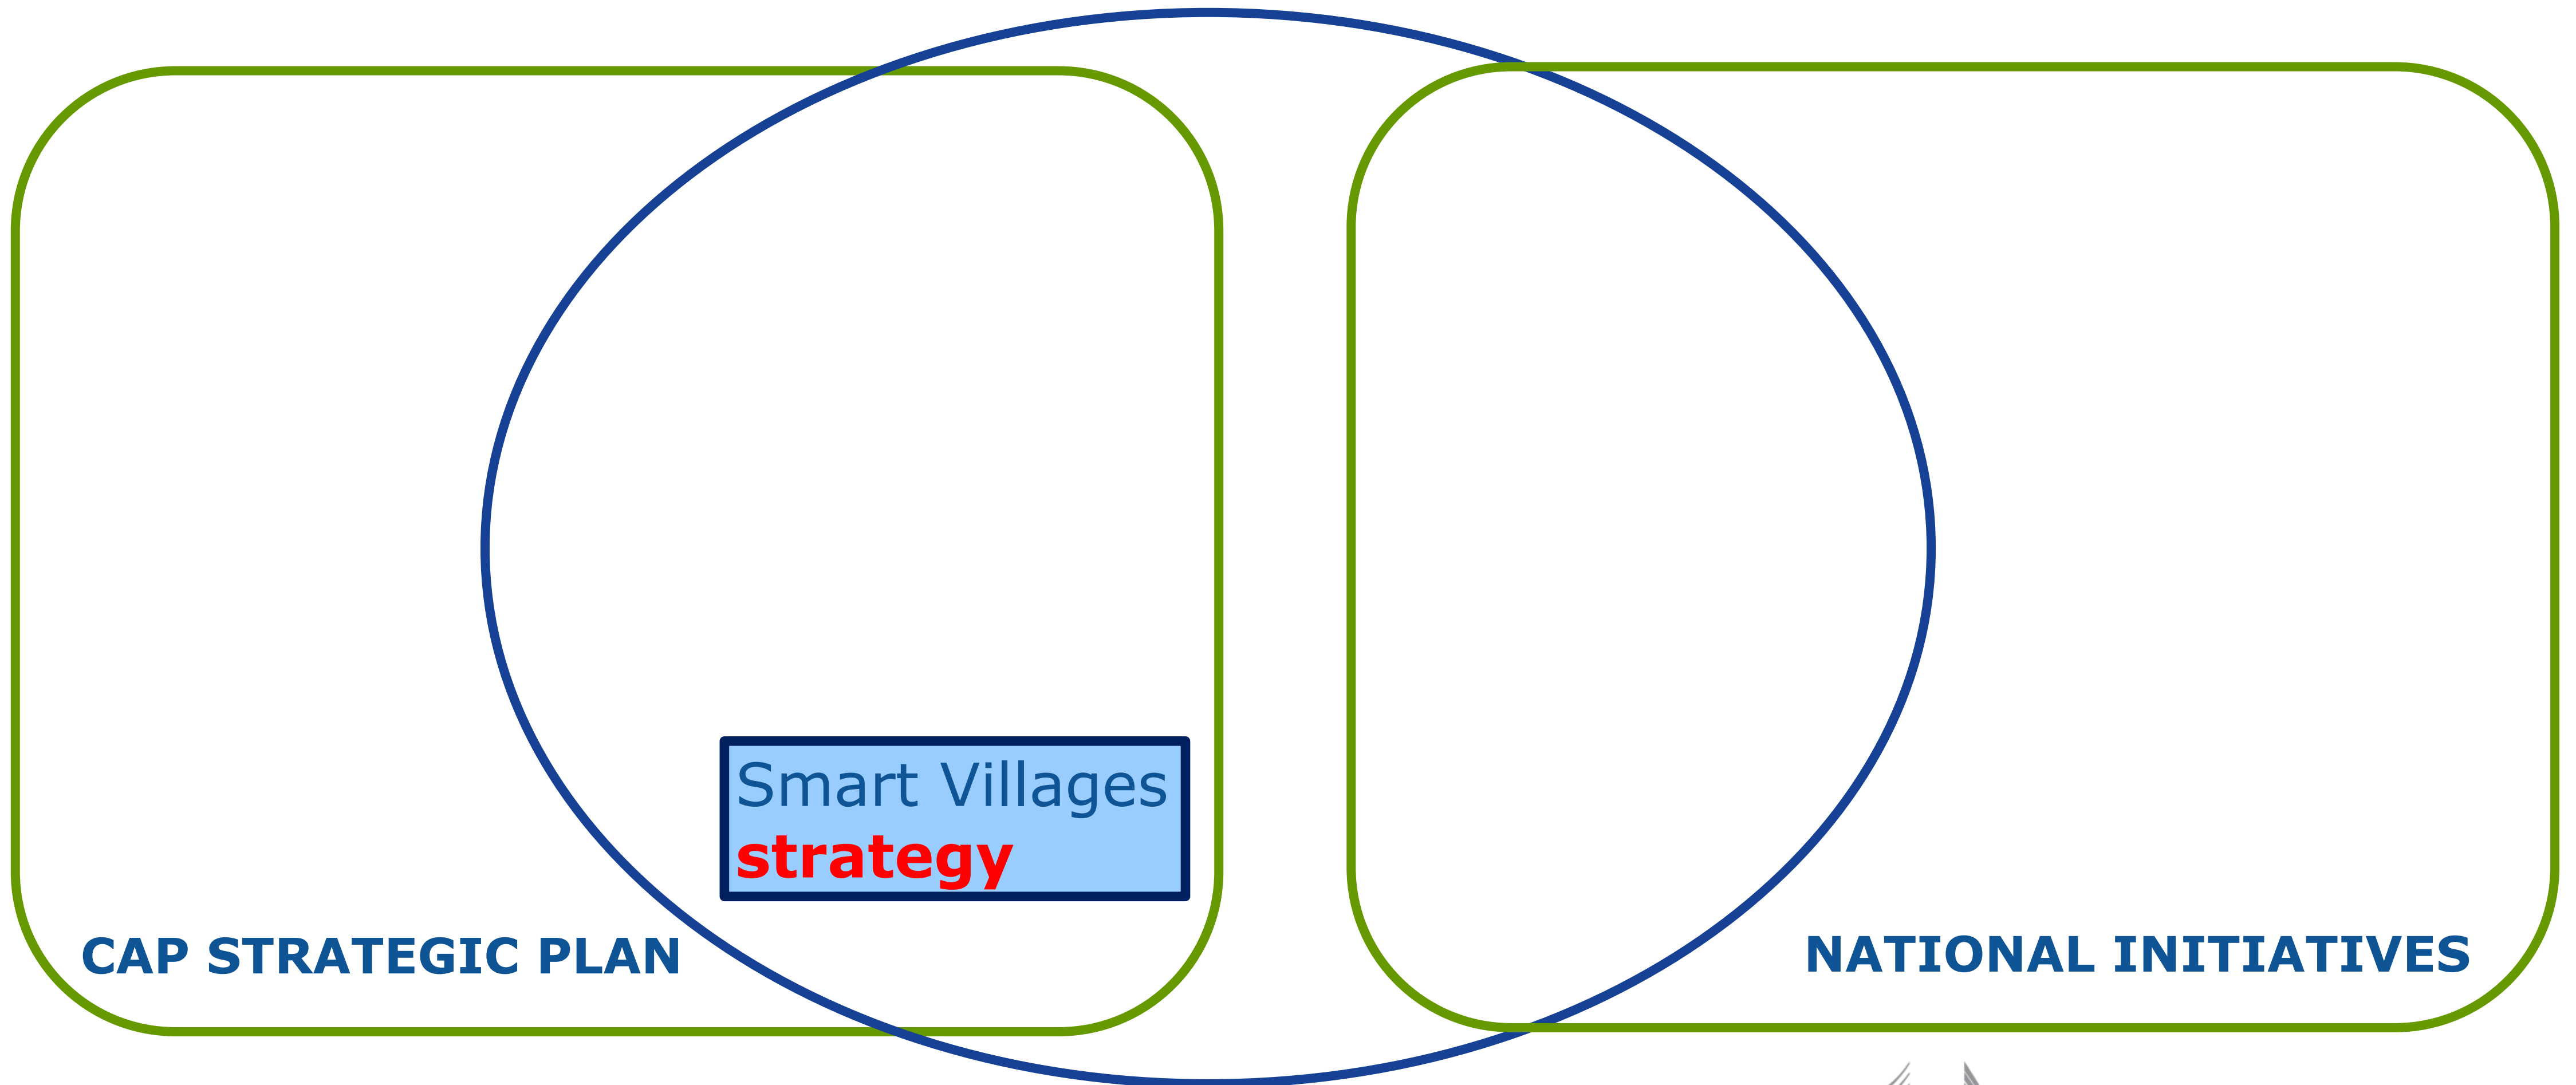 Smart Villages
strategy
CAP STRATEGIC PLAN
NATIONAL INITIATIVES